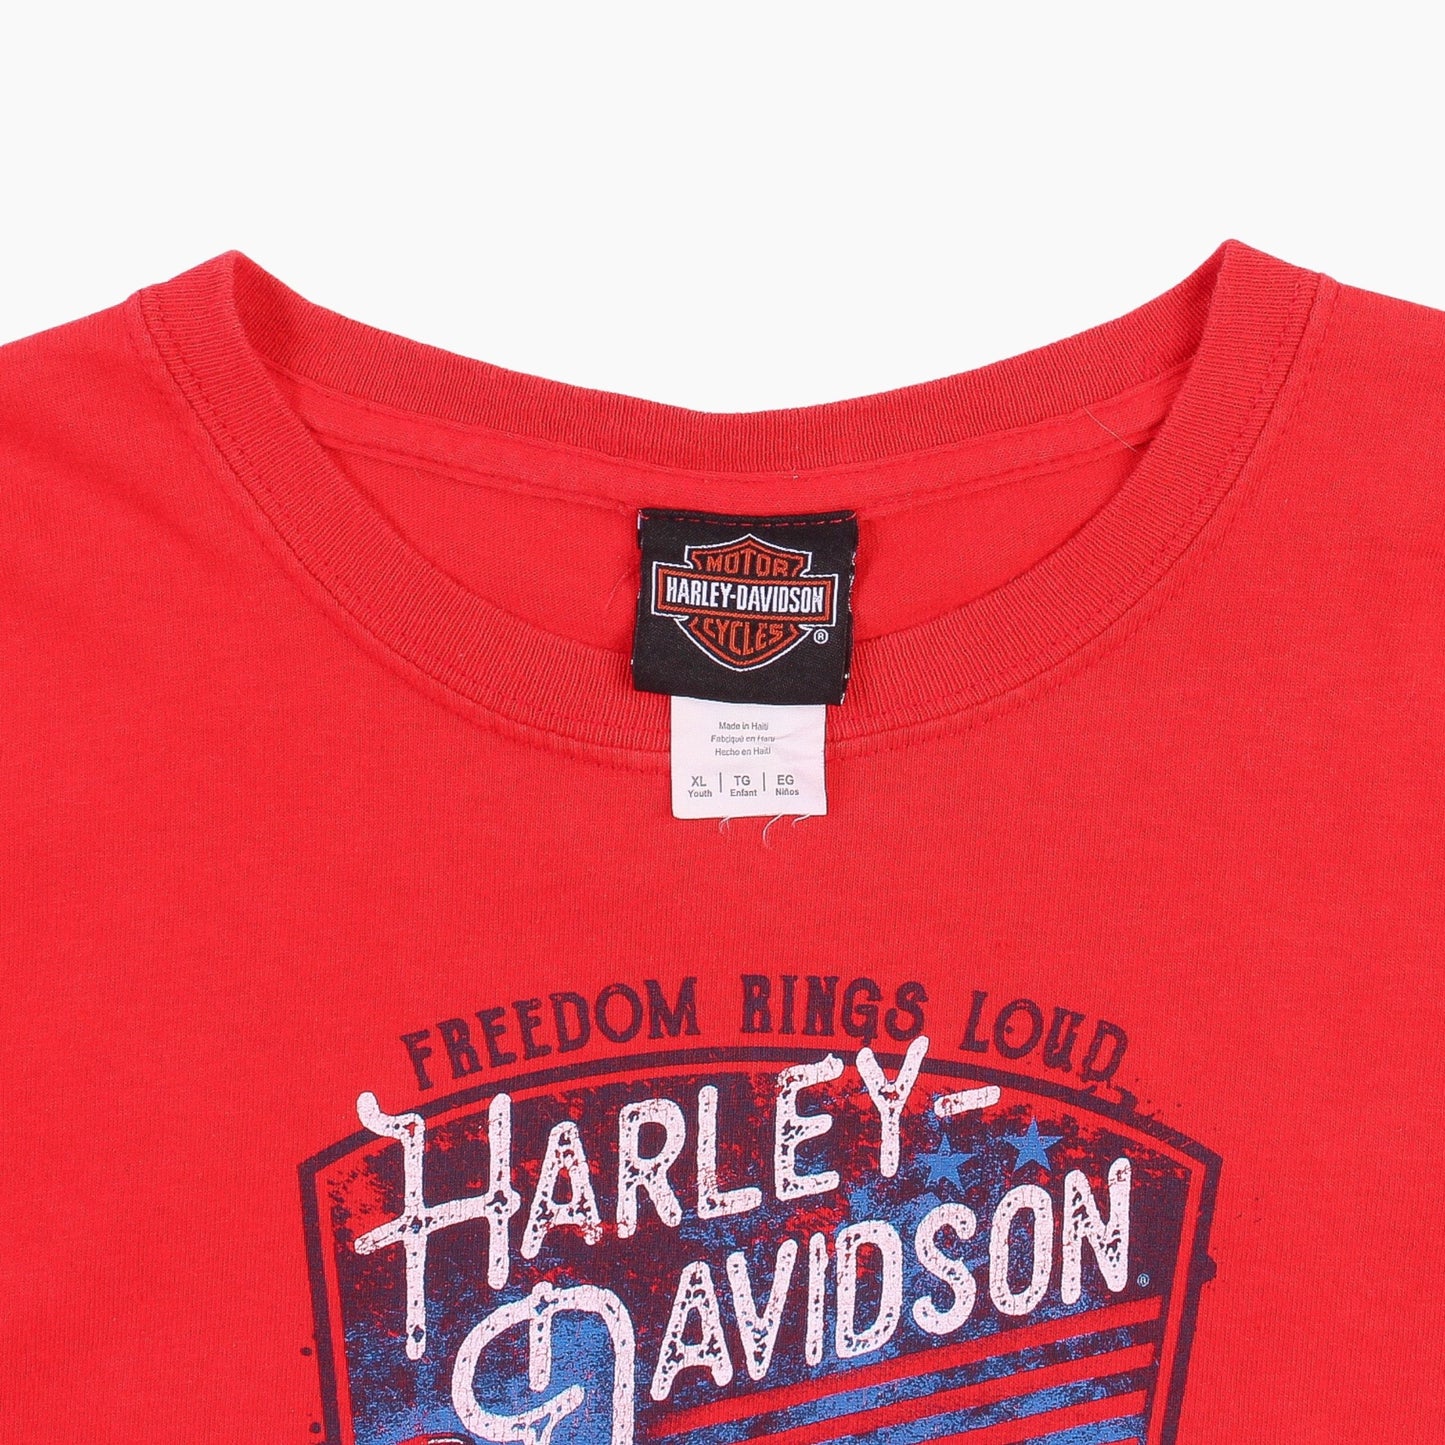 MOTOR
HARLEY-DAVIDSON
CYCLES ®
Made in Haiti
Fabriqué en Haïti
Hecho en Haití
XL | TG | EG
Youth | Enfant | Niños
FREEDOM RINGS LOUD
HARLEY-
DAVIDSON ®